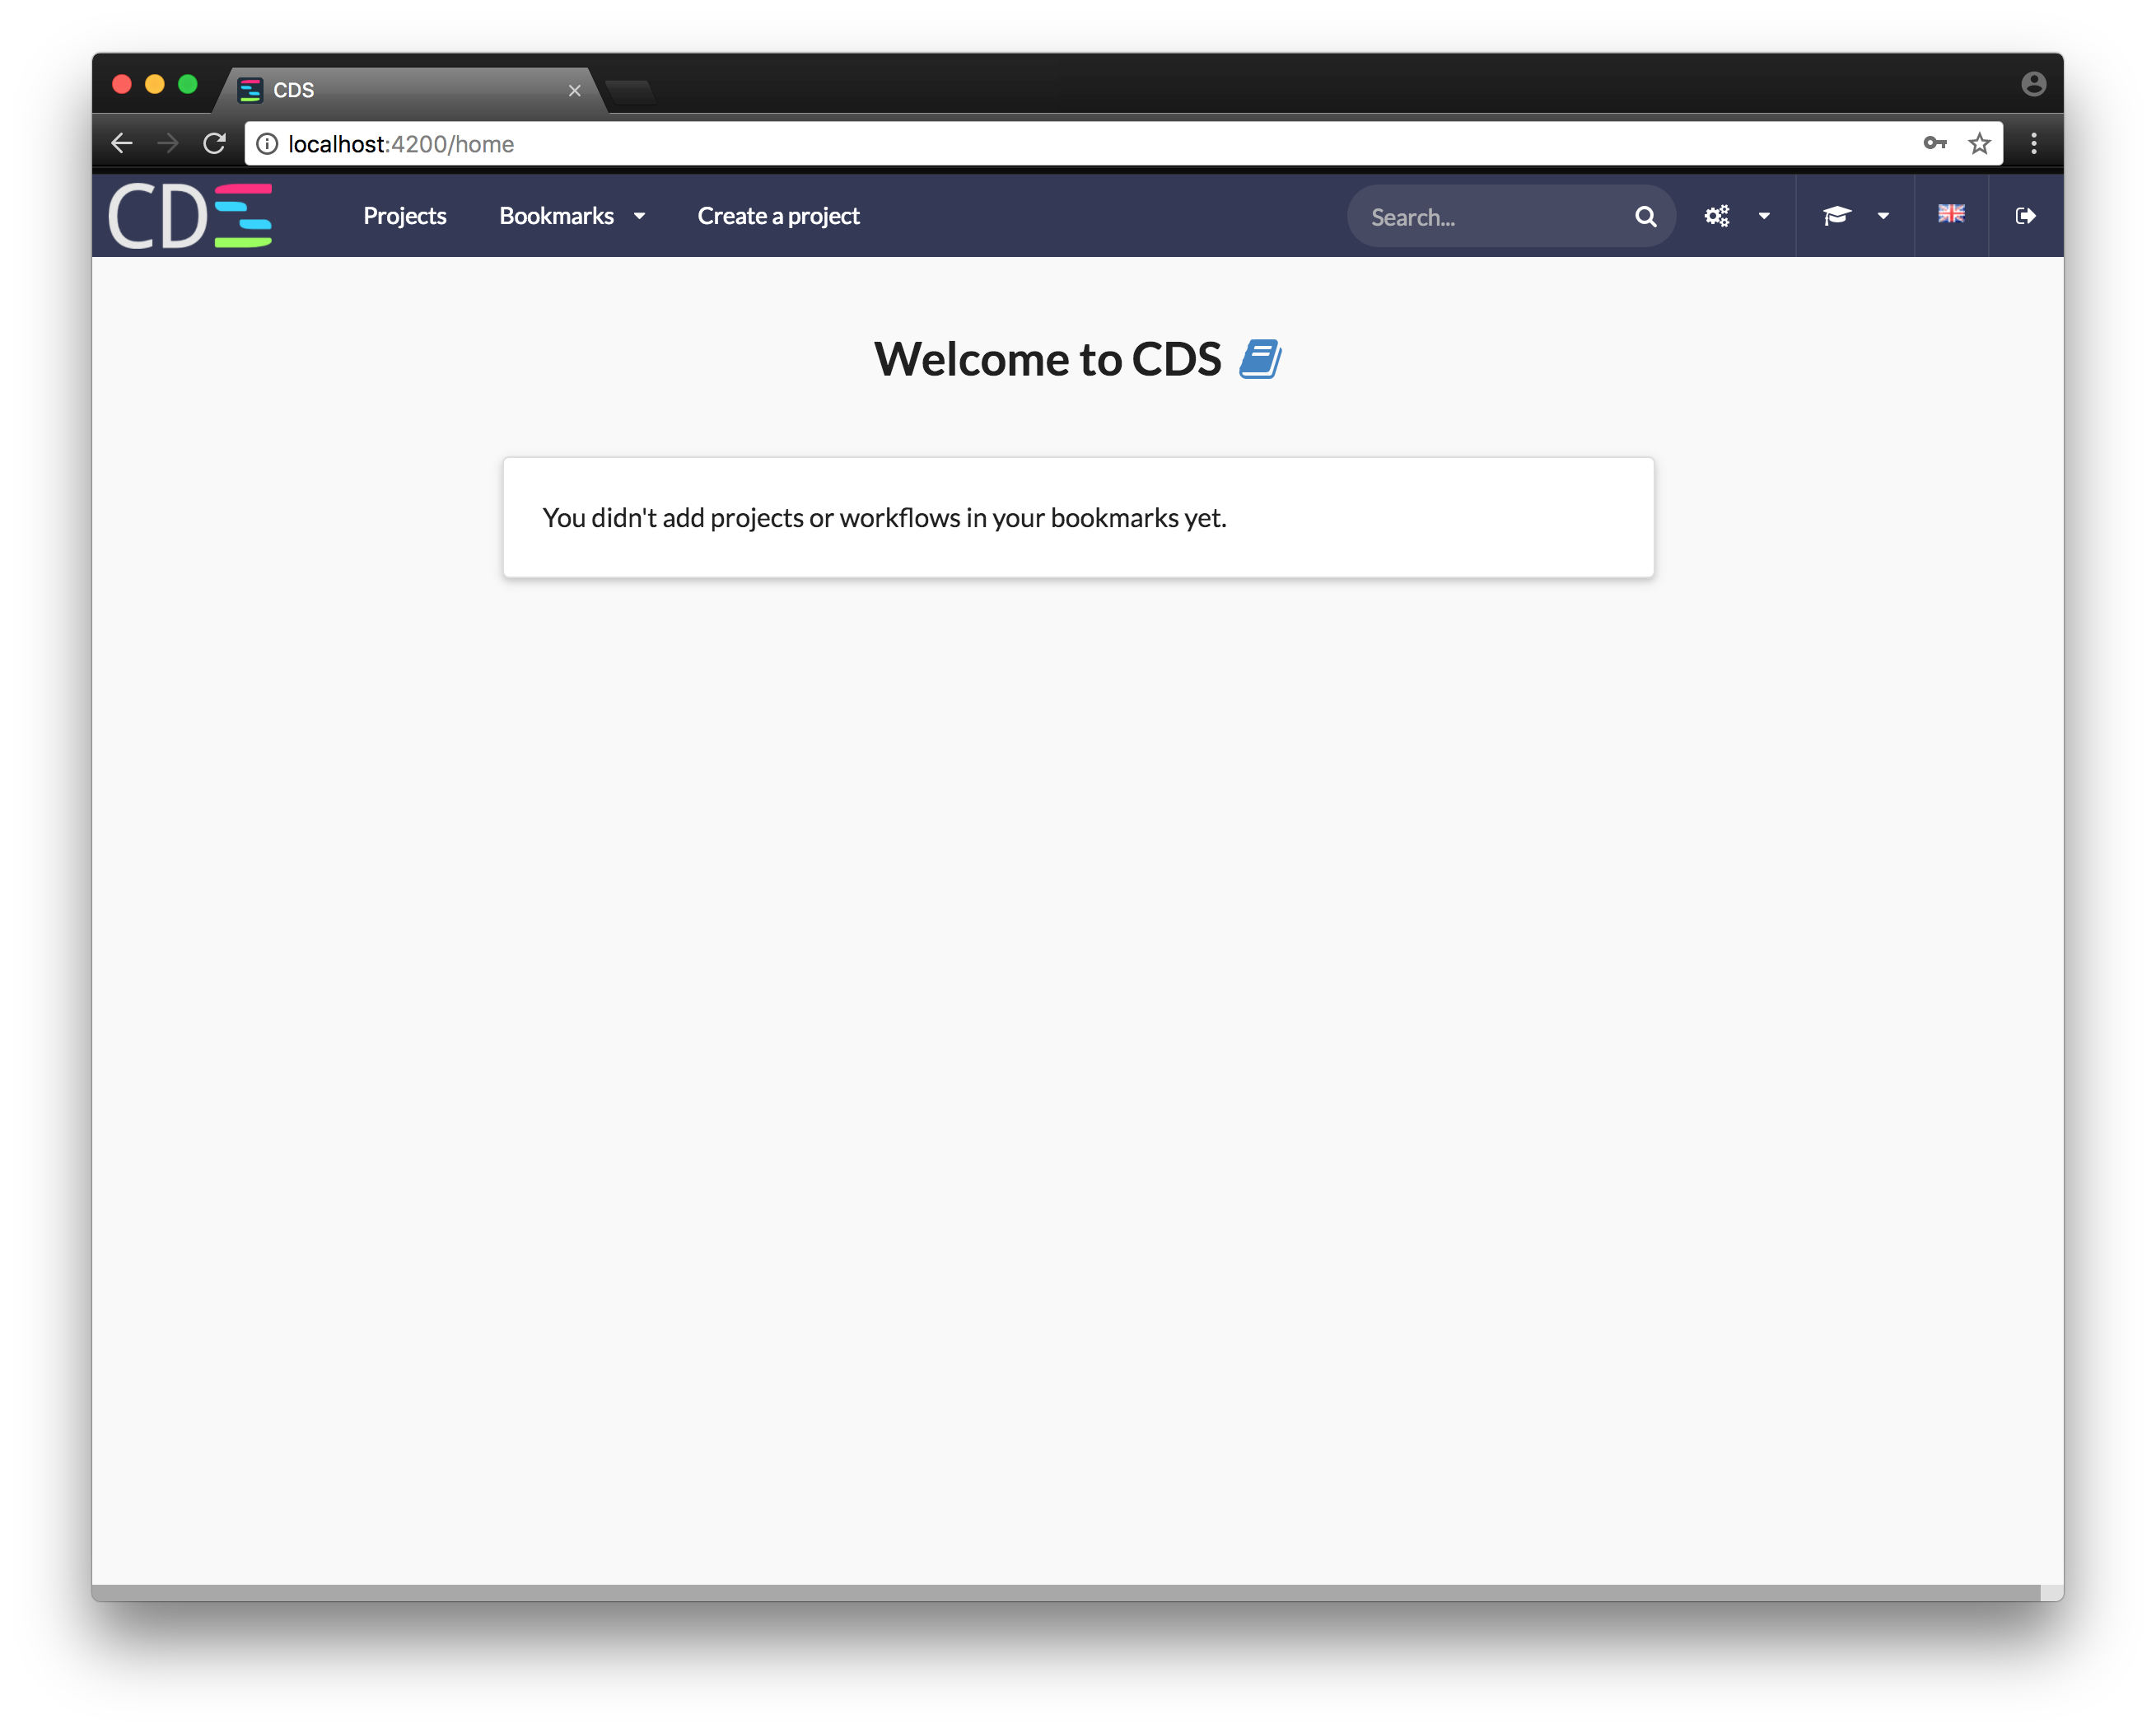 CDS
localhost:4200/home
CDS
Projects
Bookmarks
Create a project
Search...
Welcome to CDS
You didn't add projects or workflows in your bookmarks yet.